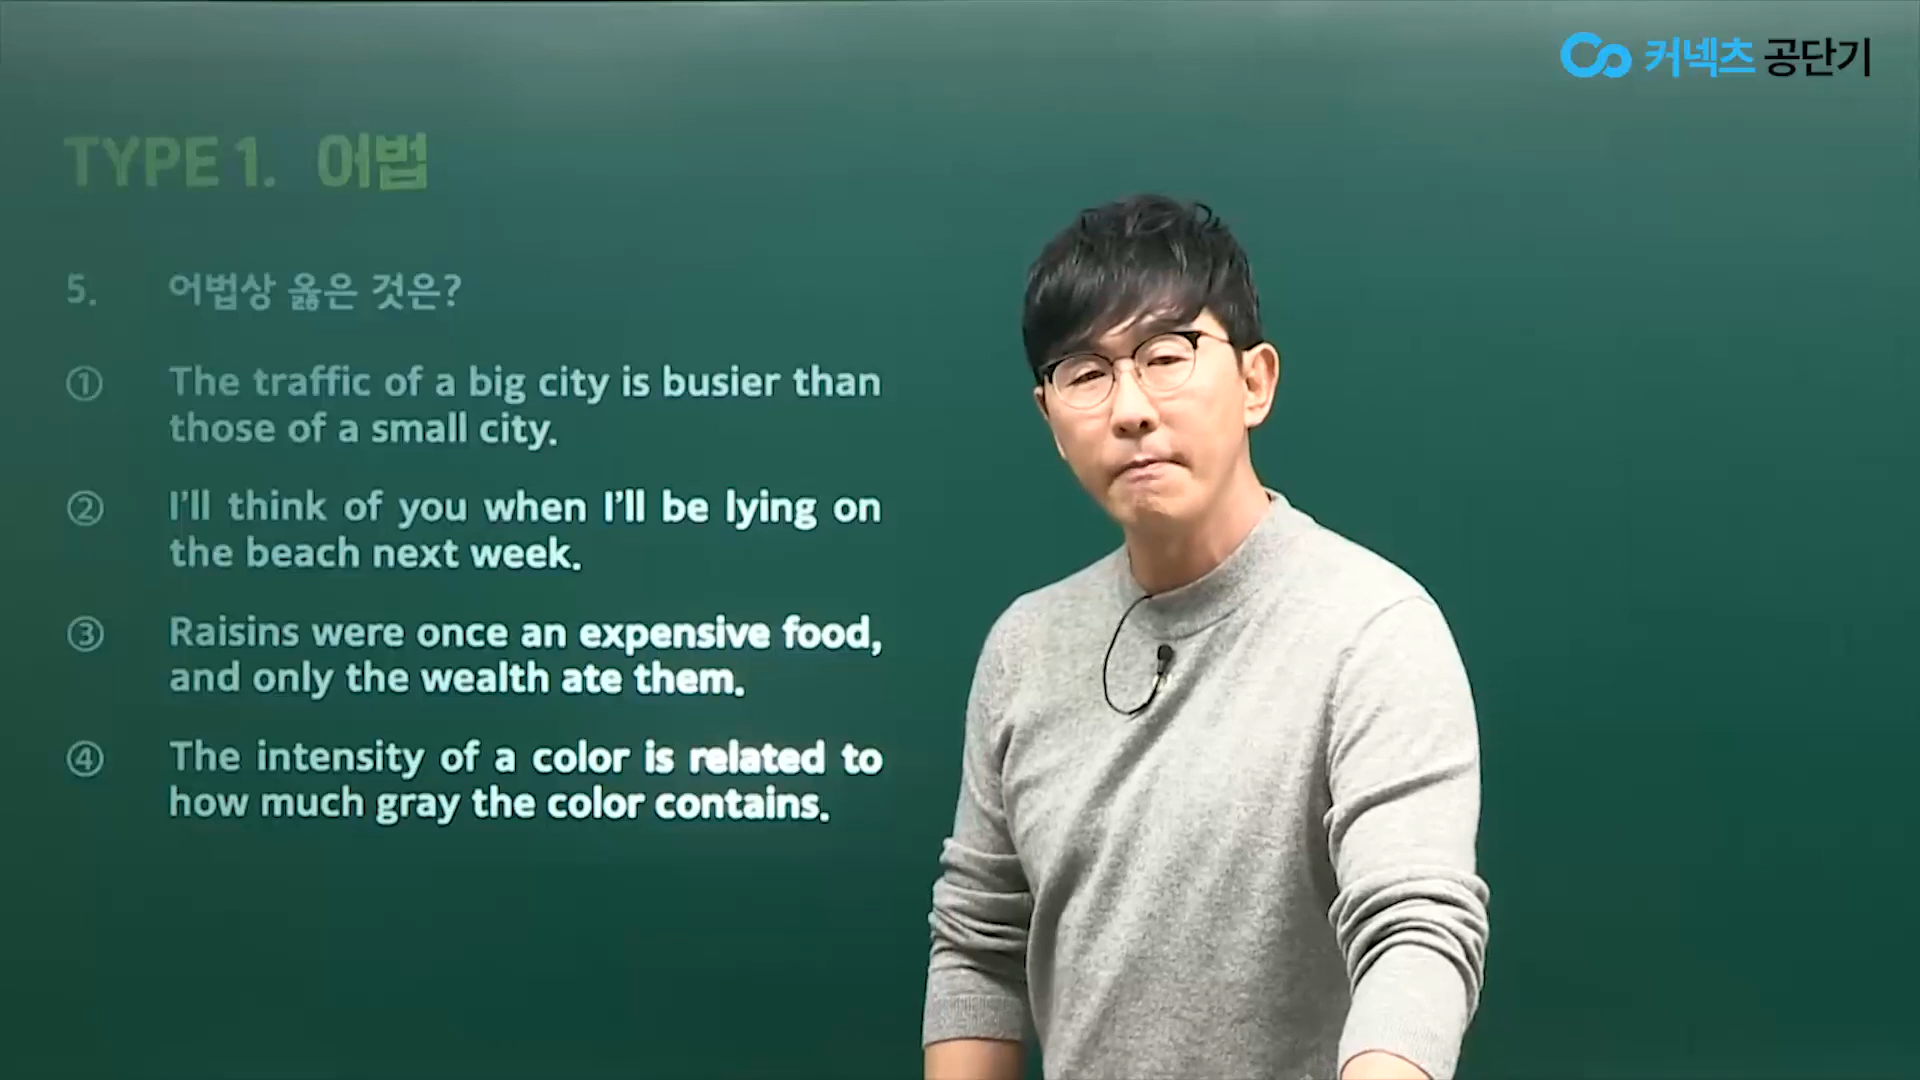 커넥츠 공단기
TYPE 1. 어법
5. 어법상 옳은 것은?
① The traffic of a big city is busier than
those of a small city.
② I'll think of you when I'll be lying on
the beach next week.
③ Raisins were once an expensive food,
and only the wealth ate them.
④ The intensity of a color is related to
how much gray the color contains.